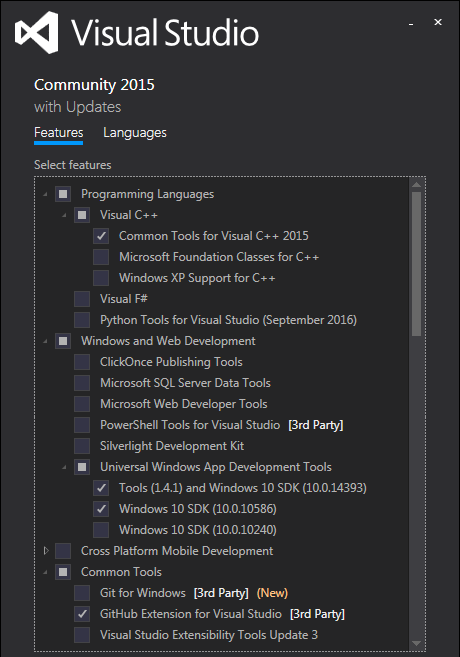 Visual Studio
Community 2015
with Updates
Features Languages
Select features
Programming Languages
Visual C++
Common Tools for Visual C++ 2015
Microsoft Foundation Classes for C++
Windows XP Support for C++
Visual F#
Python Tools for Visual Studio (September 2016)
Windows and Web Development
ClickOnce Publishing Tools
Microsoft SQL Server Data Tools
Microsoft Web Developer Tools
PowerShell Tools for Visual Studio [3rd Party]
Silverlight Development Kit
Universal Windows App Development Tools
Tools (1.4.1) and Windows 10 SDK (10.0.14393)
Windows 10 SDK (10.0.10586)
Windows 10 SDK (10.0.10240)
Cross Platform Mobile Development
Common Tools
Git for Windows [3rd Party] (New)
GitHub Extension for Visual Studio [3rd Party]
Visual Studio Extensibility Tools Update 3